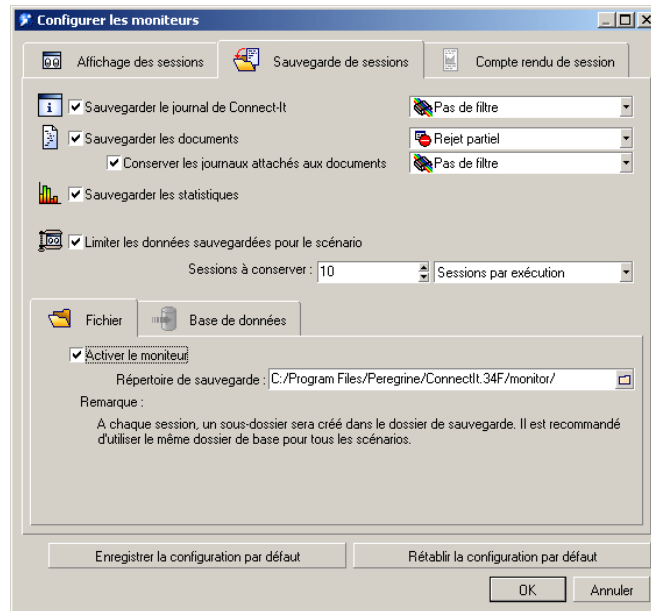 Configurer les moniteurs
Affichage des sessions
Sauvegarde de sessions
Compte rendu de session
Sauvegarder le journal de Connect-It
Pas de filtre
Sauvegarder les documents
Rejet partiel
Conserver les journaux attachés aux documents
Pas de filtre
Sauvegarder les statistiques
Limiter les données sauvegardées pour le scénario
Sessions à conserver : 10
Sessions par exécution
Fichier
Base de données
Activer le moniteur
Répertoire de sauvegarde : C:/Program Files/Peregrine/ConnectIt.34F/monitor/
Remarque :
A chaque session, un sous-dossier sera créé dans le dossier de sauvegarde. Il est recommandé
d'utiliser le même dossier de base pour tous les scénarios.
Enregistrer la configuration par défaut
Rétablir la configuration par défaut
OK
Annuler